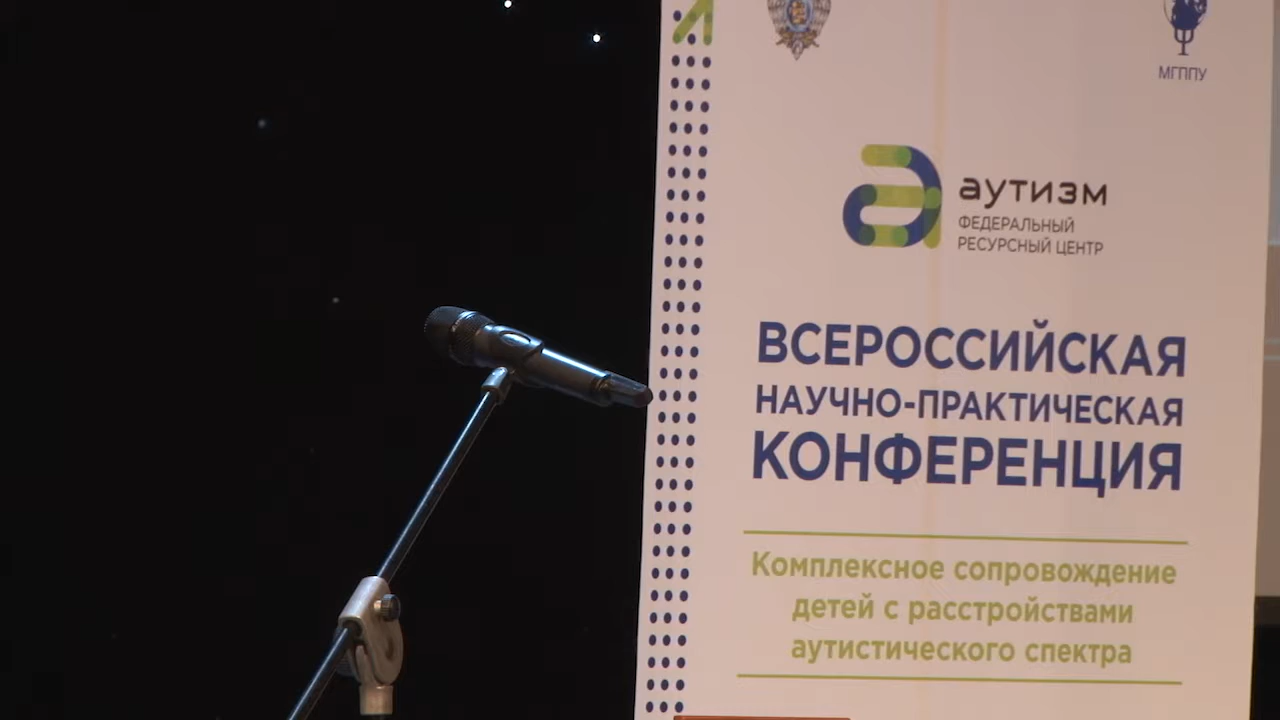 МГППУ
аутизм
ФЕДЕРАЛЬНЫЙ
РЕСУРСНЫЙ ЦЕНТР
ВСЕРОССИЙСКАЯ
НАУЧНО-ПРАКТИЧЕСКАЯ
КОНФЕРЕНЦИЯ
Комплексное сопровождение
детей с расстройствами
аутистического спектра